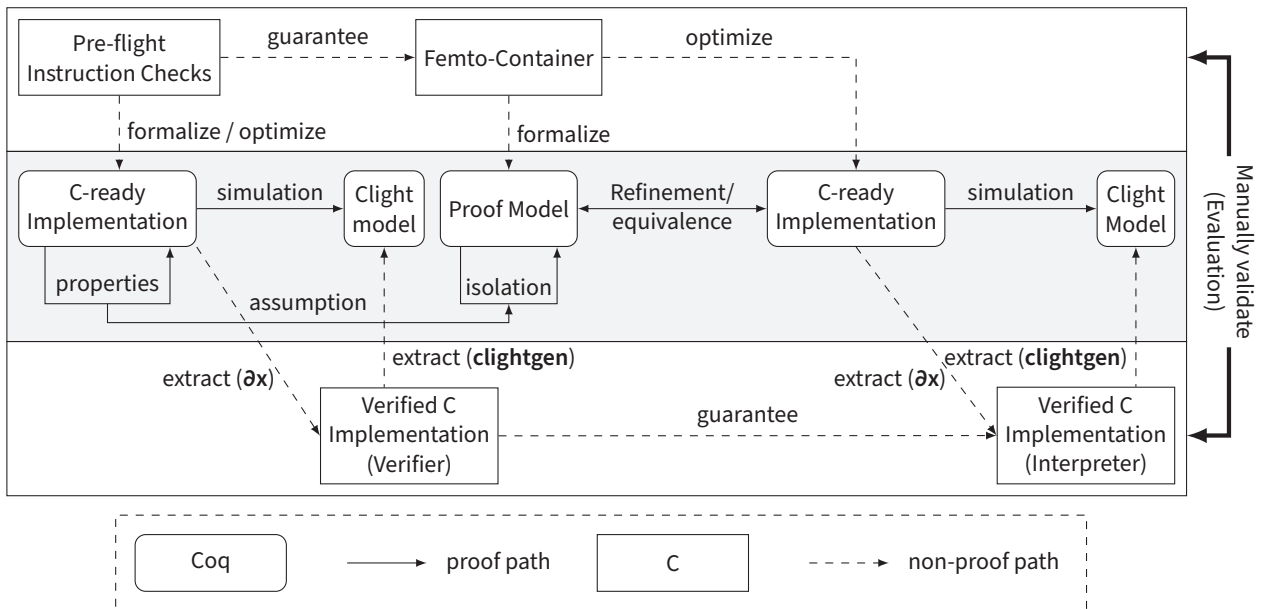 Pre-flight
Instruction Checks
guarantee
Femto-Container
optimize
formalize / optimize
formalize
C-ready
Implementation
simulation
Clight
model
Proof Model
Refinement/
equivalence
C-ready
Implementation
simulation
Clight
Model
properties
isolation
assumption
Manually validate
(Evaluation)
extract (clightgen)
extract (∂x)
extract (clightgen)
extract (∂x)
Verified C
Implementation
(Verifier)
guarantee
Verified C
Implementation
(Interpreter)
Coq
proof path
C
non-proof path